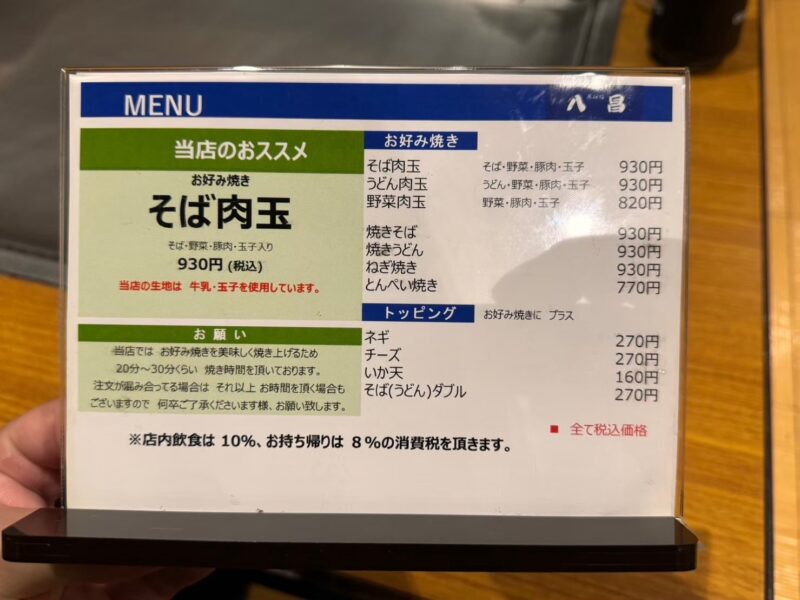 MENU
八昌
当店のおススメ
お好み焼き
そば肉玉
そば・野菜・豚肉・玉子入り
930円 (税込)
当店の生地は 牛乳・玉子を使用しています。
お願い
当店では お好み焼きを美味しく焼き上げるため
20分～30分くらい 焼き時間を頂いております。
注文が混み合ってる場合は それ以上 お時間を頂く場合も
ございますので 何卒ご了承くださいます様、お願い致します。
お好み焼き
そば肉玉 そば・野菜・豚肉・玉子 930円
うどん肉玉 うどん・野菜・豚肉・玉子 930円
野菜肉玉 野菜・豚肉・玉子 820円
焼きそば 930円
焼きうどん 930円
ねぎ焼き 930円
とんぺい焼き 770円
トッピング お好み焼きに プラス
ネギ 270円
チーズ 270円
いか天 160円
そば(うどん)ダブル 270円
■ 全て税込価格
※店内飲食は 10%、お持ち帰りは 8%の消費税を頂きます。